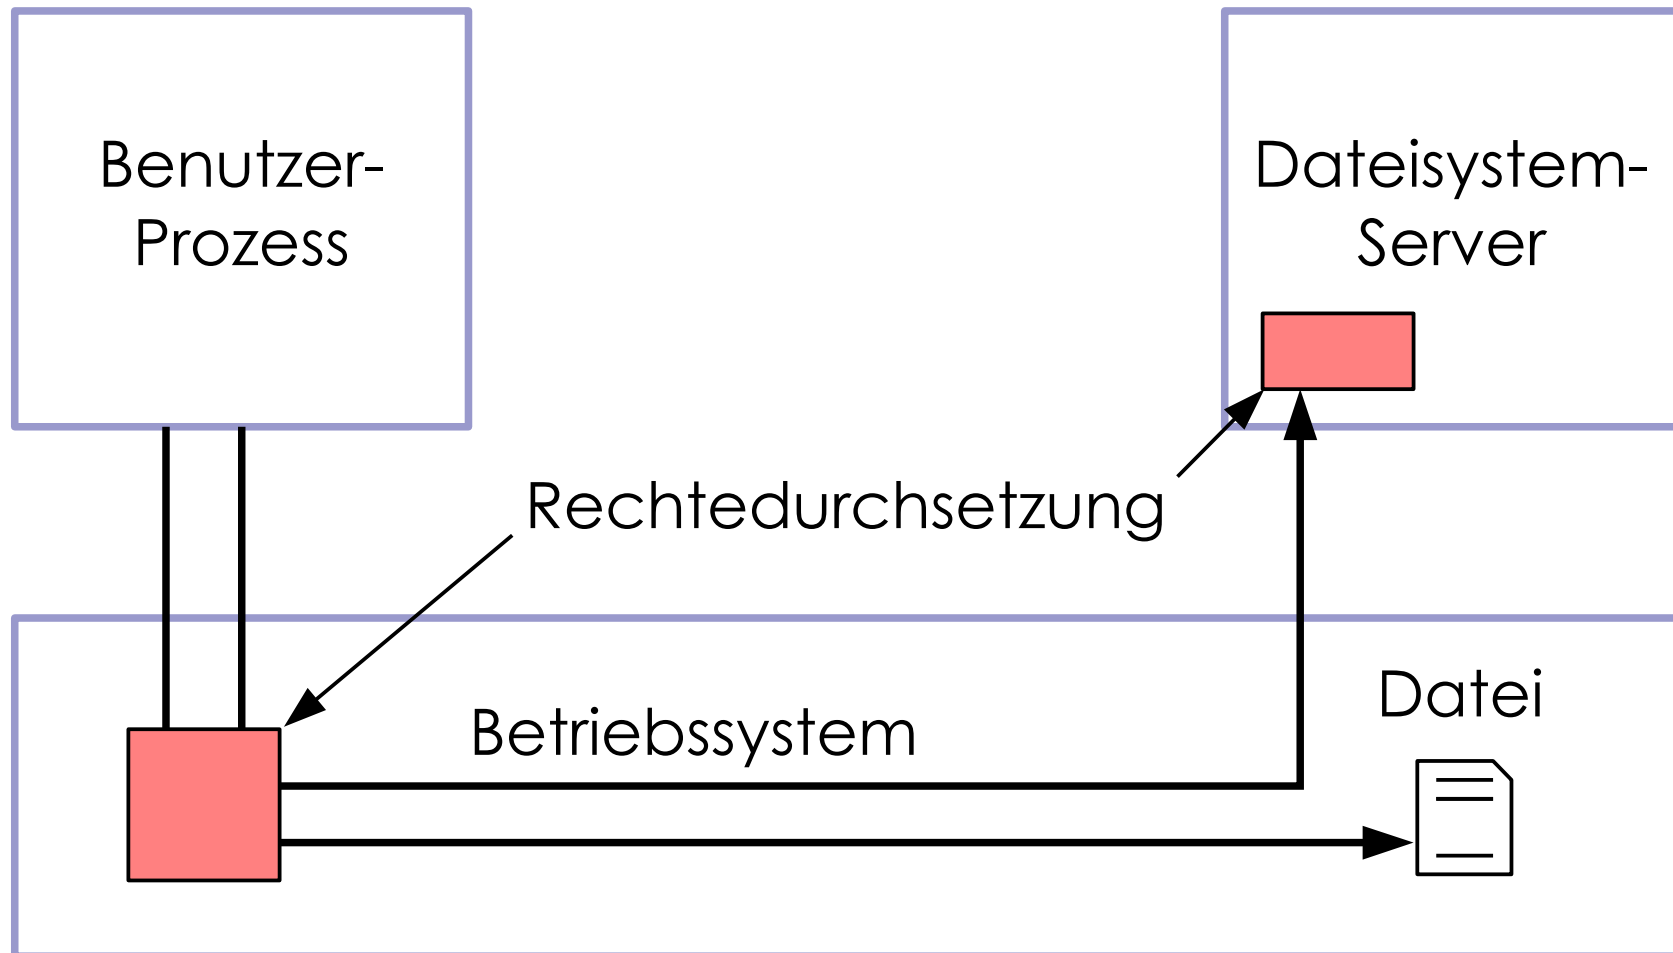 Benutzer-
Prozess
Dateisystem-
Server
Rechtedurchsetzung
Datei
Betriebssystem